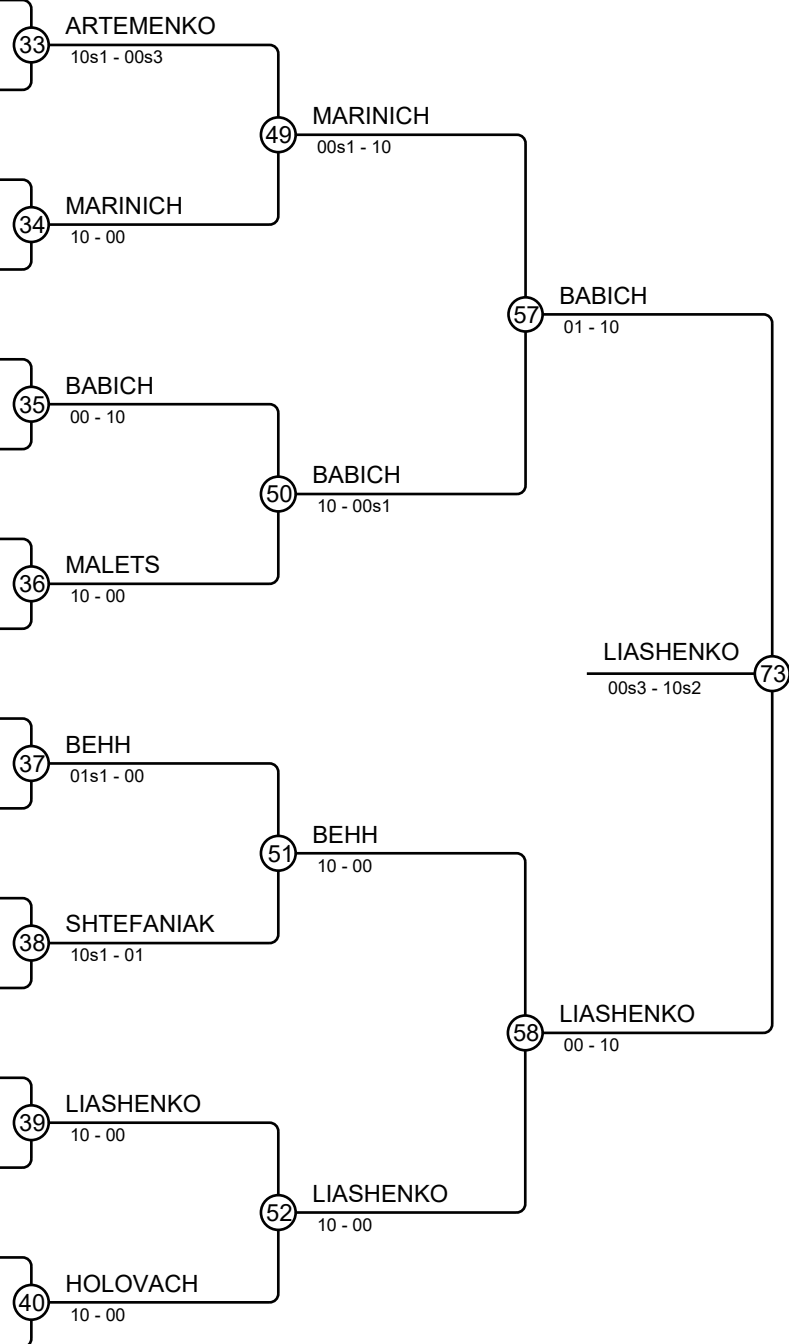 33
ARTEMENKO
10s1 - 00s3
49
MARINICH
00s1 - 10
34
MARINICH
10 - 00
57
BABICH
01 - 10
35
BABICH
00 - 10
50
BABICH
10 - 00s1
36
MALETS
10 - 00
LIASHENKO
73
00s3 - 10s2
37
BEHH
01s1 - 00
51
BEHH
10 - 00
38
SHTEFANIAK
10s1 - 01
58
LIASHENKO
00 - 10
39
LIASHENKO
10 - 00
52
LIASHENKO
10 - 00
40
HOLOVACH
10 - 00